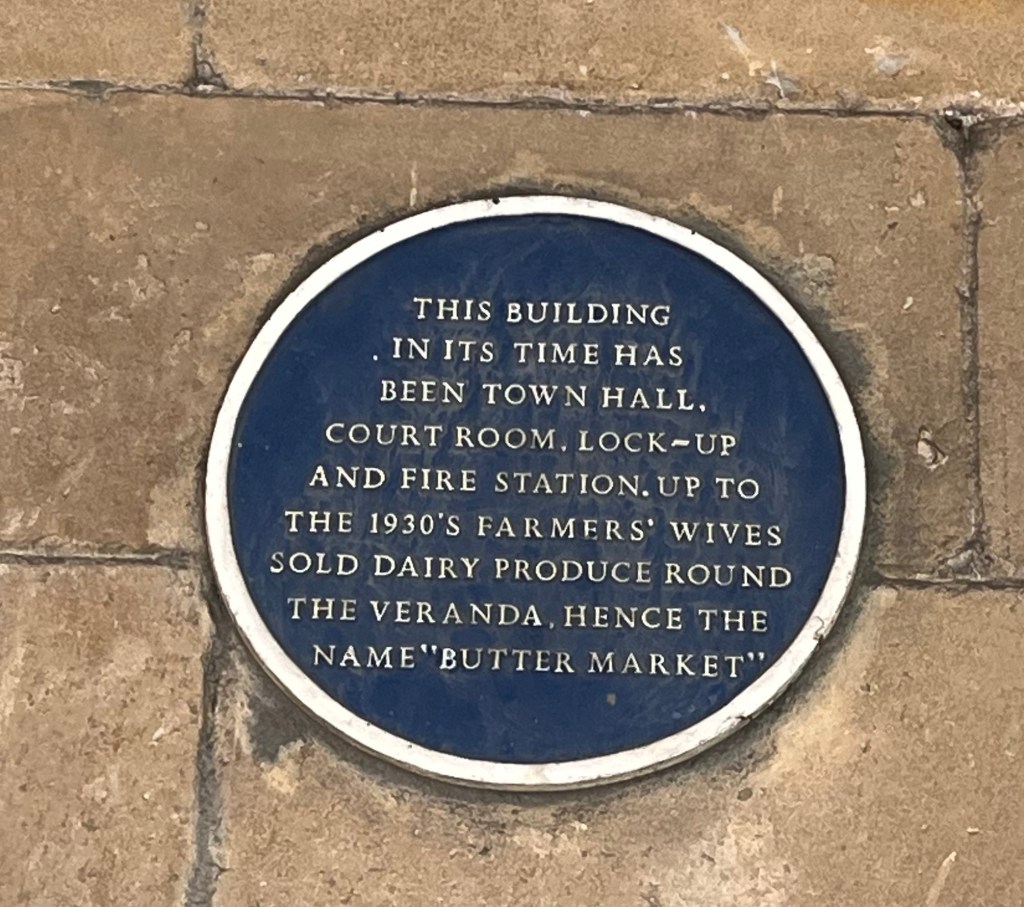 THIS BUILDING
IN ITS TIME HAS
BEEN TOWN HALL,
COURT ROOM, LOCK-UP
AND FIRE STATION. UP TO
THE 1930'S FARMERS' WIVES
SOLD DAIRY PRODUCE ROUND
THE VERANDA, HENCE THE
NAME "BUTTER MARKET"